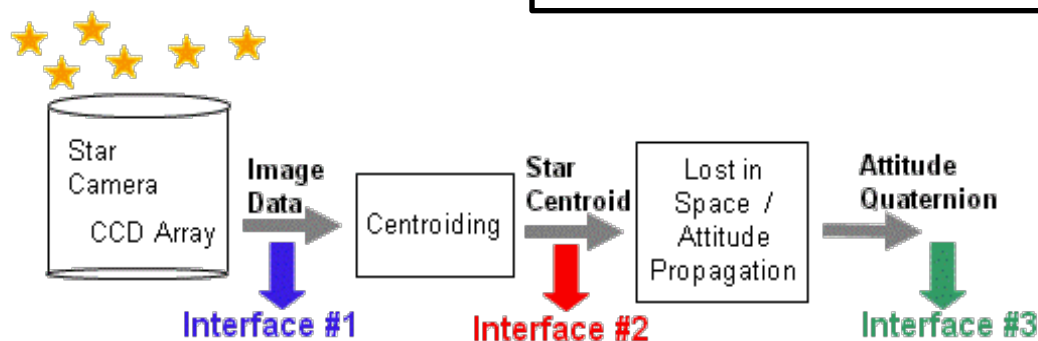 Star
Camera
CCD Array
Image
Data
Centroiding
Star
Centroid
Lost in
Space /
Attitude
Propagation
Attitude
Quaternion
Interface #1
Interface #2
Interface #3